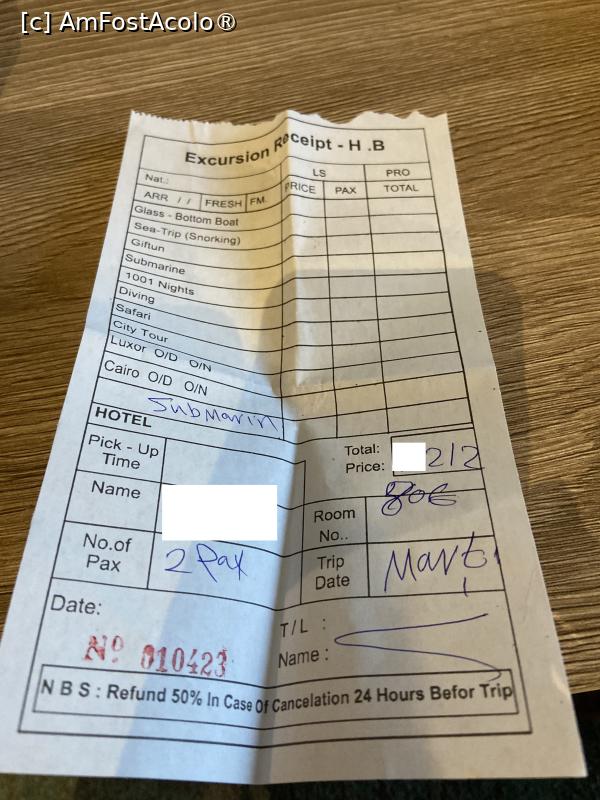 [c] AmFostAcolo®
Excursion Receipt - H .B
Nat.: LS PRO
ARR / / FRESH FM. PRICE PAX TOTAL
Glass - Bottom Boat
Sea-Trip (Snorking)
Giftun
Submarine
1001 Nights
Diving
Safari
City Tour
Luxor O/D O/N
Cairo O/D O/N
Submarin
HOTEL
Pick - Up Time
Total: Price: 212
Name
Room No..
80€
No.of Pax 2 Pax
Trip Date Marți
Date:
T/L :
Name :
Nº 010423
N B S : Refund 50% In Case Of Cancelation 24 Hours Befor Trip